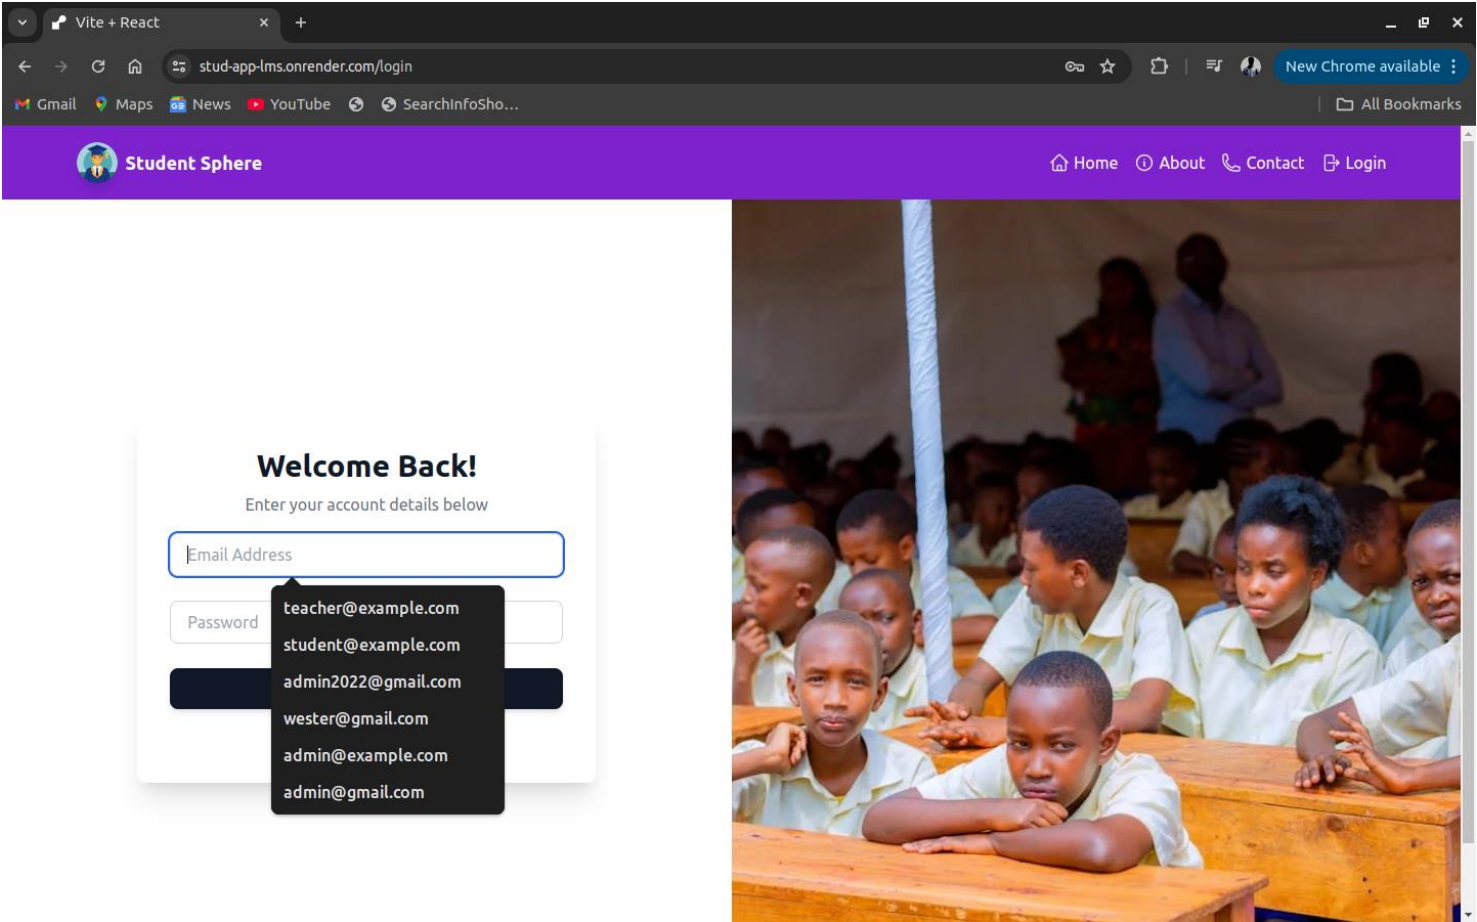 Vite + React
stud-app-lms.onrender.com/login
New Chrome available
Gmail Maps News YouTube SearchInfoSho...
All Bookmarks
Student Sphere
Home About Contact Login
Welcome Back!
Enter your account details below
Email Address
Password
teacher@example.com
student@example.com
admin2022@gmail.com
wester@gmail.com
admin@example.com
admin@gmail.com